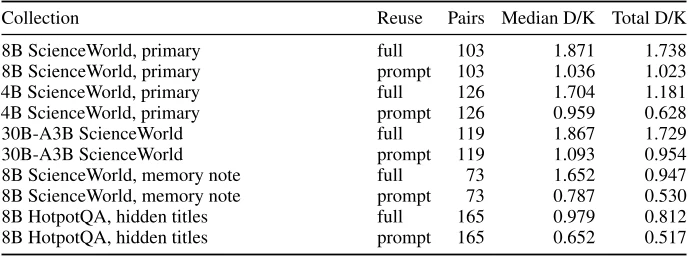 Collection Reuse Pairs Median D/K Total D/K
8B ScienceWorld, primary full 103 1.871 1.738
8B ScienceWorld, primary prompt 103 1.036 1.023
4B ScienceWorld, primary full 126 1.704 1.181
4B ScienceWorld, primary prompt 126 0.959 0.628
30B-A3B ScienceWorld full 119 1.867 1.729
30B-A3B ScienceWorld prompt 119 1.093 0.954
8B ScienceWorld, memory note full 73 1.652 0.947
8B ScienceWorld, memory note prompt 73 0.787 0.530
8B HotpotQA, hidden titles full 165 0.979 0.812
8B HotpotQA, hidden titles prompt 165 0.652 0.517